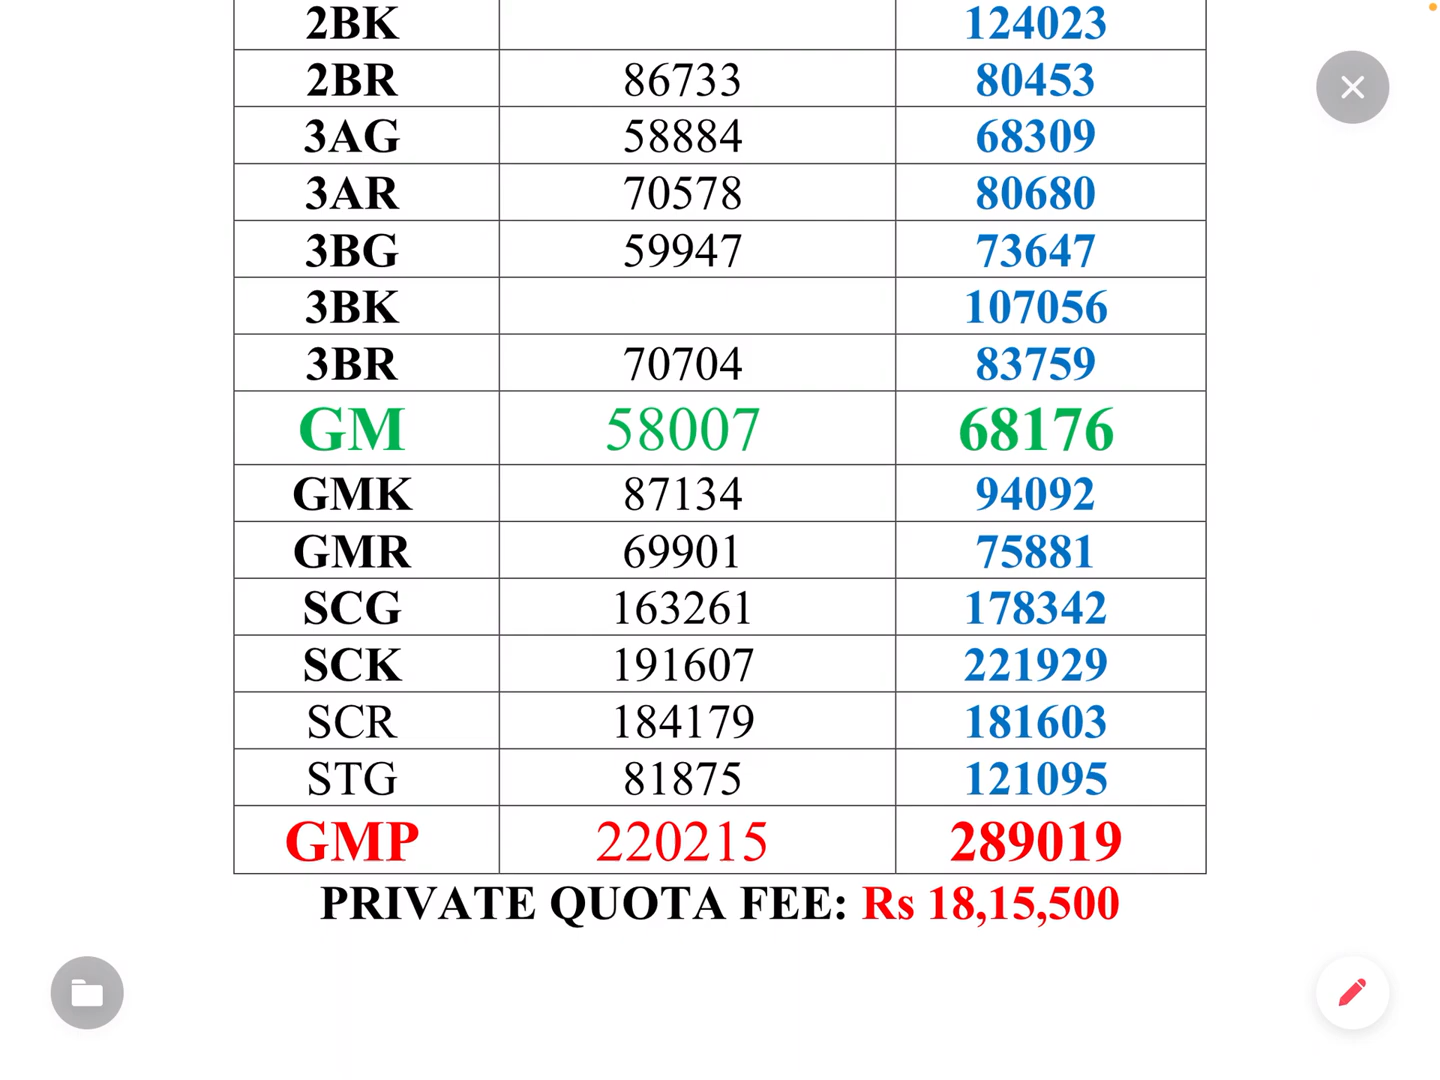 2BK 124023
2BR 86733 80453
3AG 58884 68309
3AR 70578 80680
3BG 59947 73647
3BK 107056
3BR 70704 83759
GM 58007 68176
GMK 87134 94092
GMR 69901 75881
SCG 163261 178342
SCK 191607 221929
SCR 184179 181603
STG 81875 121095
GMP 220215 289019
PRIVATE QUOTA FEE: Rs 18,15,500